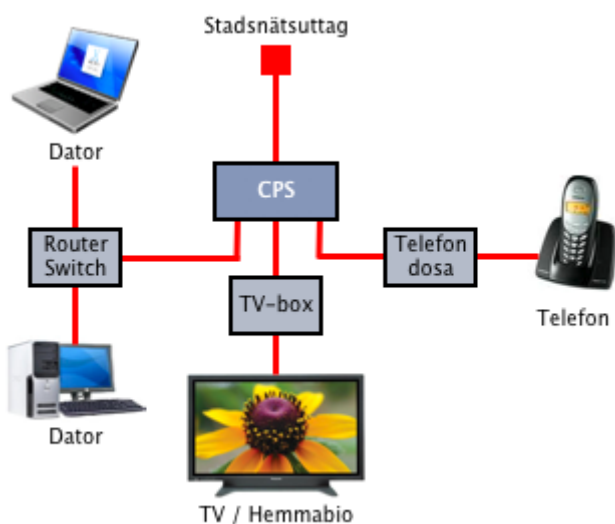 Stadsnätsuttag
Dator
CPS
Router
Switch
Telefon
dosa
TV-box
Telefon
Dator
TV / Hemmabio